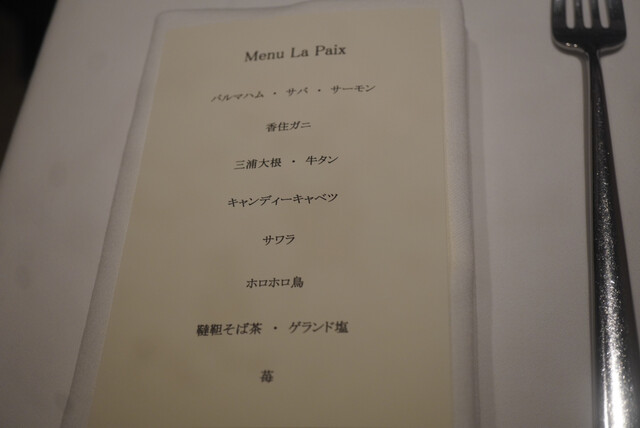 Menu La Paix
パルマハム ・ サバ ・ サーモン
香住ガニ
三浦大根 ・ 牛タン
キャンディーキャベツ
サワラ
ホロホロ鳥
韃靼そば茶 ・ ゲランド塩
苺